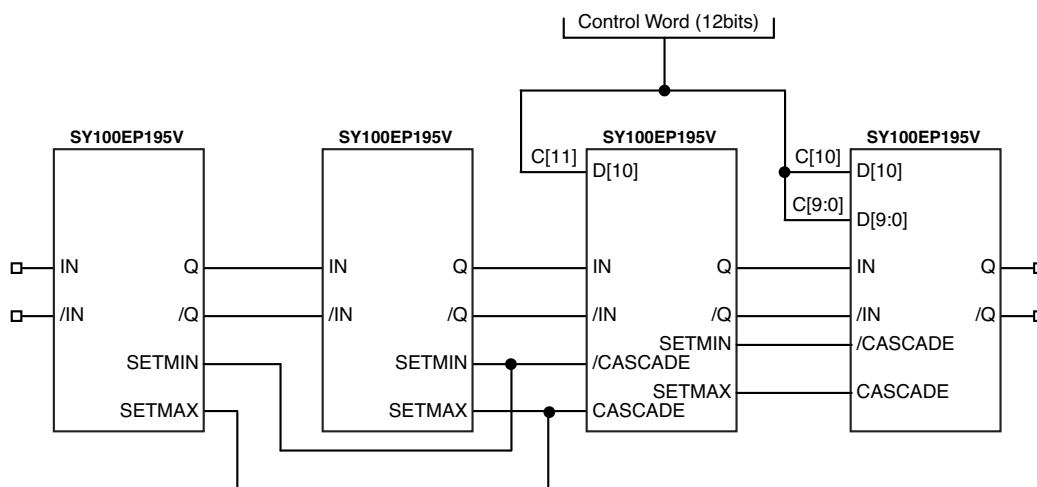 Control Word (12bits)
SY100EP195V
SY100EP195V
SY100EP195V
SY100EP195V
C[11]
D[10]
C[10]
D[10]
C[9:0]
D[9:0]
IN
Q
IN
Q
IN
Q
IN
Q
/IN
/Q
/IN
/Q
/IN
/Q
/IN
/Q
SETMIN
/CASCADE
SETMIN
SETMIN
/CASCADE
SETMAX
CASCADE
SETMAX
SETMAX
CASCADE